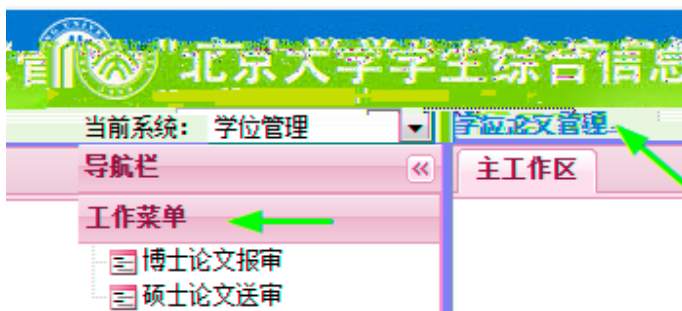 北京大学学生综合信息
当前系统: 学位管理
学位论文管理
导航栏
主工作区
工作菜单
博士论文报审
硕士论文送审